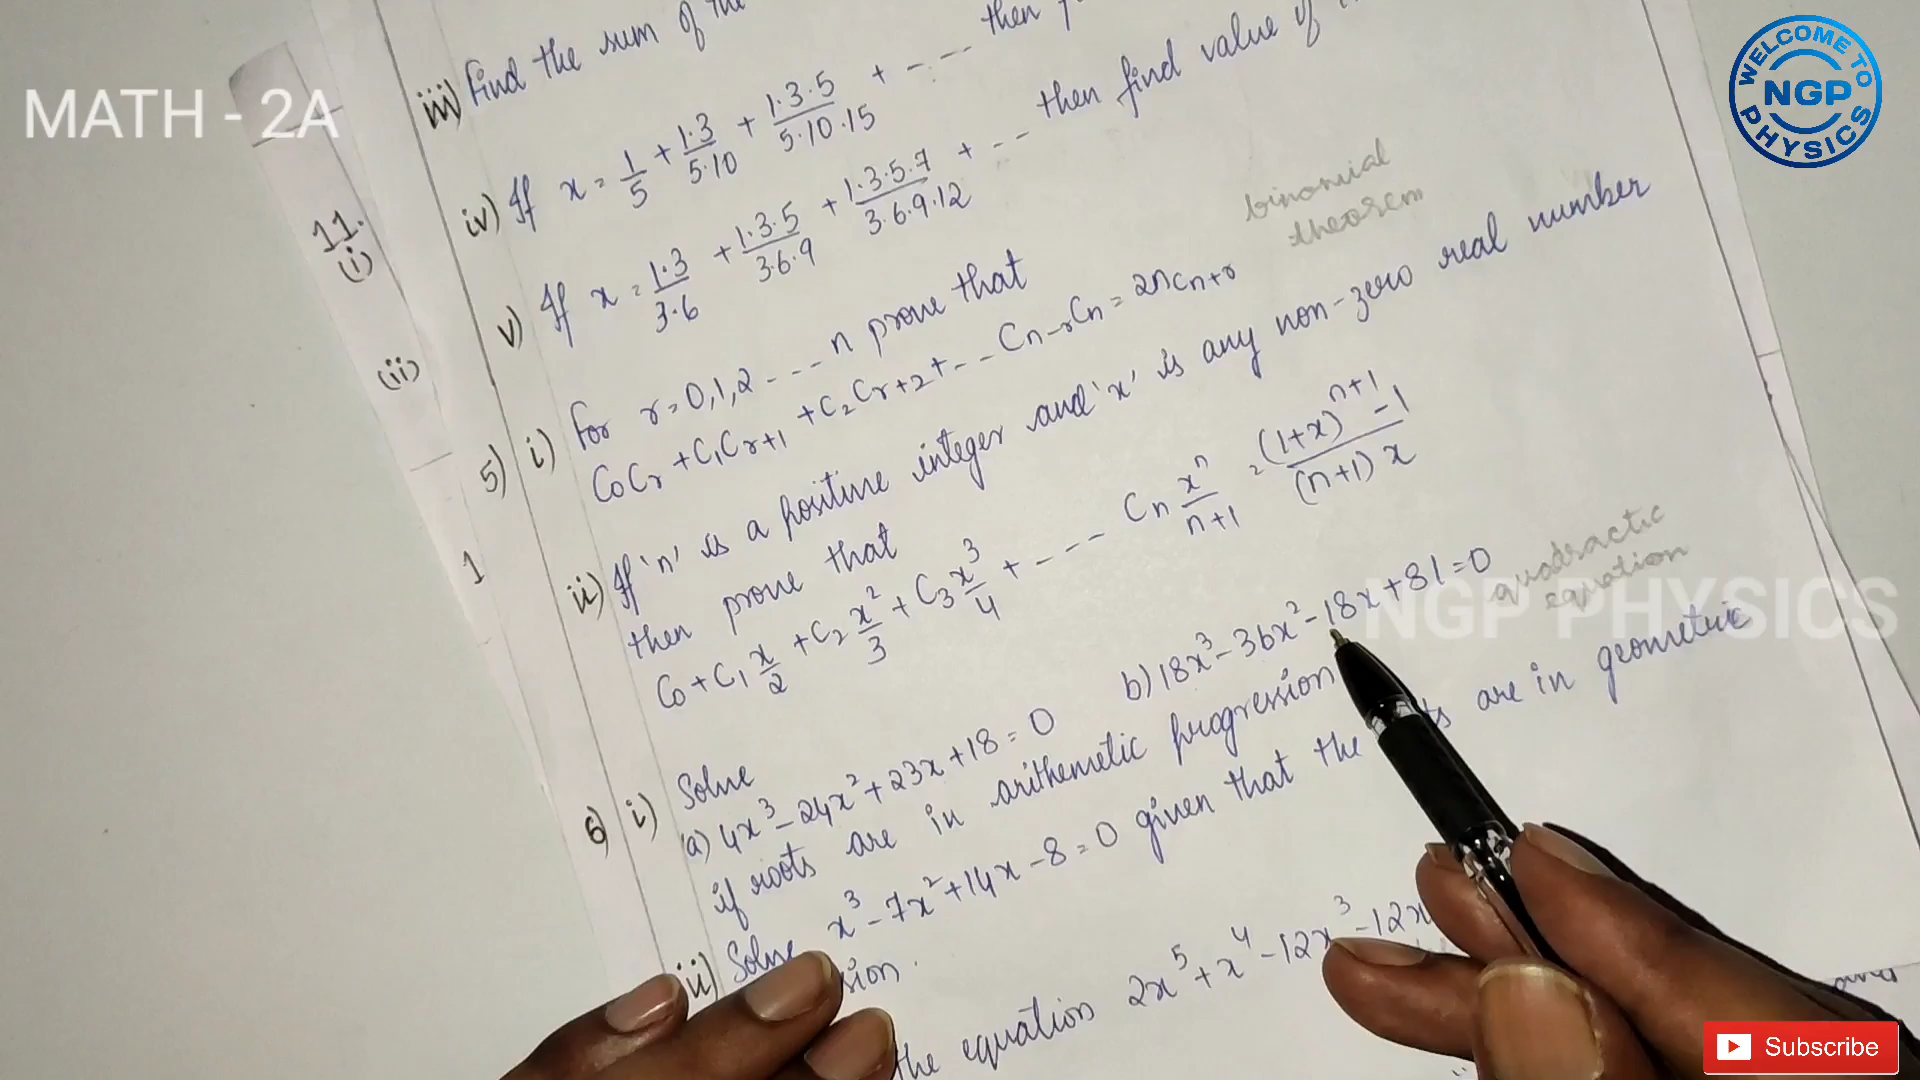 MATH - 2A
WELCOME TO
NGP
PHYSICS
iii) Find the sum of the
iv) If x = 1/5 + 1·3/5·10 + 1·3·5/5·10·15 + - - - - then
v) If x = 1·3/3·6 + 1·3·5/3·6·9 + 1·3·5·7/3·6·9·12 + - - - then find value of
binomial
theorem
11.
(i)
(ii)
1
5) i) For r = 0,1,2 - - - n prove that
C0Cr + C1Cr+1 + C2Cr+2 + - - Cn-rCn = 2nCn+r
ii) If 'n' is a positive integer and 'x' is any non-zero real number
then prove that
C0 + C1 x/2 + C2 x²/3 + C3 x³/4 + - - - - Cn xⁿ/n+1 = (1+x)ⁿ⁺¹ - 1/(n+1) x
quadractic
equation
6) i) Solve
(a) 4x³ - 24x² + 23x + 18 = 0 b) 18x³ - 36x² - 18x + 81 = 0
if roots are in arithemetic progression
ii) Solve x³ - 7x² + 14x - 8 = 0 given that the are in geometric
the equation 2x⁵ + x⁴ - 12x³ - 12x
NGP PHYSICS
Subscribe